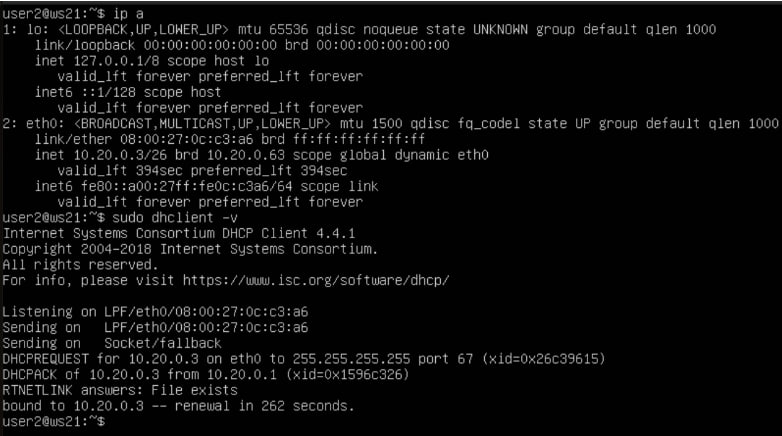 user2@ws21:~$ ip a
1: lo: <LOOPBACK,UP,LOWER_UP> mtu 65536 qdisc noqueue state UNKNOWN group default qlen 1000
    link/loopback 00:00:00:00:00:00 brd 00:00:00:00:00:00
    inet 127.0.0.1/8 scope host lo
       valid_lft forever preferred_lft forever
    inet6 ::1/128 scope host
       valid_lft forever preferred_lft forever
2: eth0: <BROADCAST,MULTICAST,UP,LOWER_UP> mtu 1500 qdisc fq_codel state UP group default qlen 1000
    link/ether 08:00:27:0c:c3:a6 brd ff:ff:ff:ff:ff:ff
    inet 10.20.0.3/26 brd 10.20.0.63 scope global dynamic eth0
       valid_lft 394sec preferred_lft 394sec
    inet6 fe80::a00:27ff:fe0c:c3a6/64 scope link
       valid_lft forever preferred_lft forever
user2@ws21:~$ sudo dhclient -v
Internet Systems Consortium DHCP Client 4.4.1
Copyright 2004-2018 Internet Systems Consortium.
All rights reserved.
For info, please visit https://www.isc.org/software/dhcp/

Listening on LPF/eth0/08:00:27:0c:c3:a6
Sending on   LPF/eth0/08:00:27:0c:c3:a6
Sending on   Socket/fallback
DHCPREQUEST for 10.20.0.3 on eth0 to 255.255.255.255 port 67 (xid=0x26c39615)
DHCPACK of 10.20.0.3 from 10.20.0.1 (xid=0x1596c326)
RTNETLINK answers: File exists
bound to 10.20.0.3 -- renewal in 262 seconds.
user2@ws21:~$